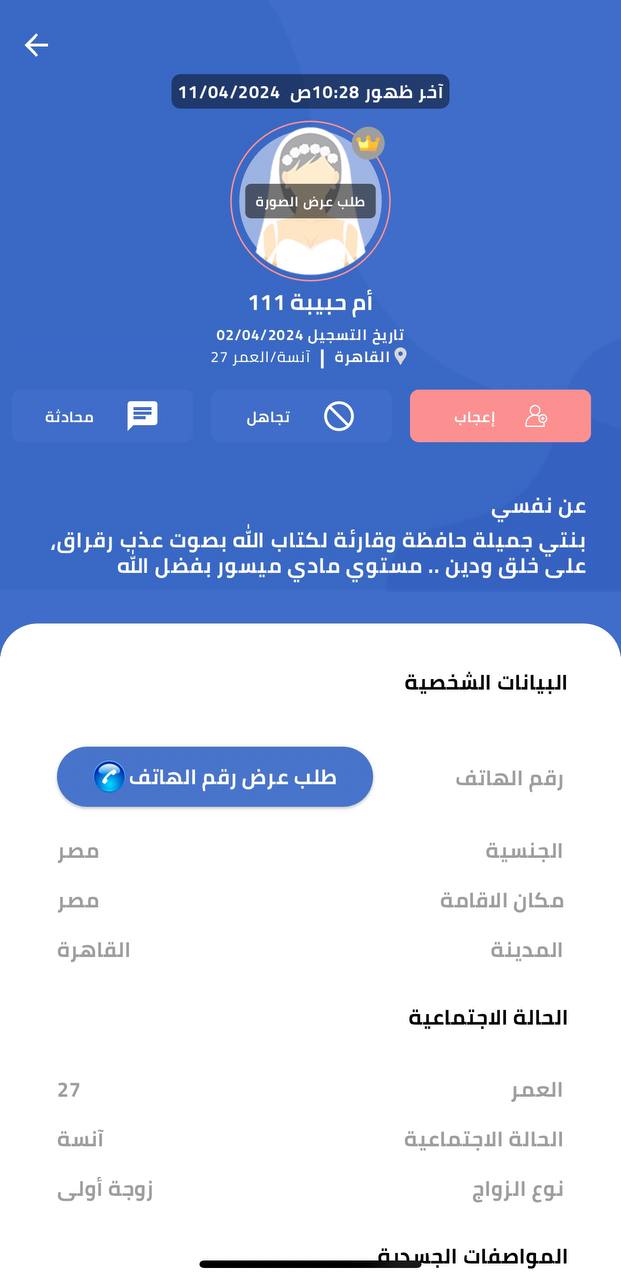 آخر ظهور 10:28ص 11/04/2024
طلب عرض الصورة
أم حبيبة 111
تاريخ التسجيل 02/04/2024
القاهرة | آنسة/العمر 27
إعجاب تجاهل محادثة
عن نفسي
بنتي جميلة حافظة وقارئة لكتاب الله بصوت عذب رقراق،
على خلق ودين .. مستوي مادي ميسور بفضل الله
البيانات الشخصية
رقم الهاتف طلب عرض رقم الهاتف
الجنسية مصر
مكان الاقامة مصر
المدينة القاهرة
الحالة الاجتماعية
العمر 27
الحالة الاجتماعية آنسة
نوع الزواج زوجة أولى
المواصفات الجسدية